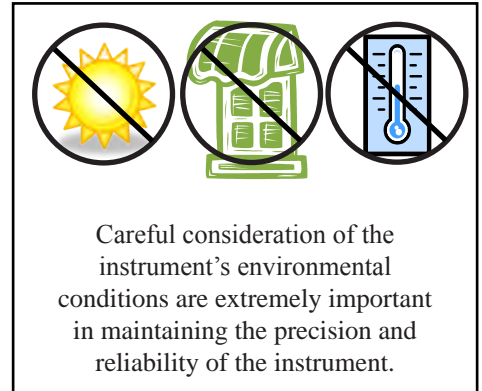 Careful consideration of the
instrument’s environmental
conditions are extremely important
in maintaining the precision and
reliability of the instrument.